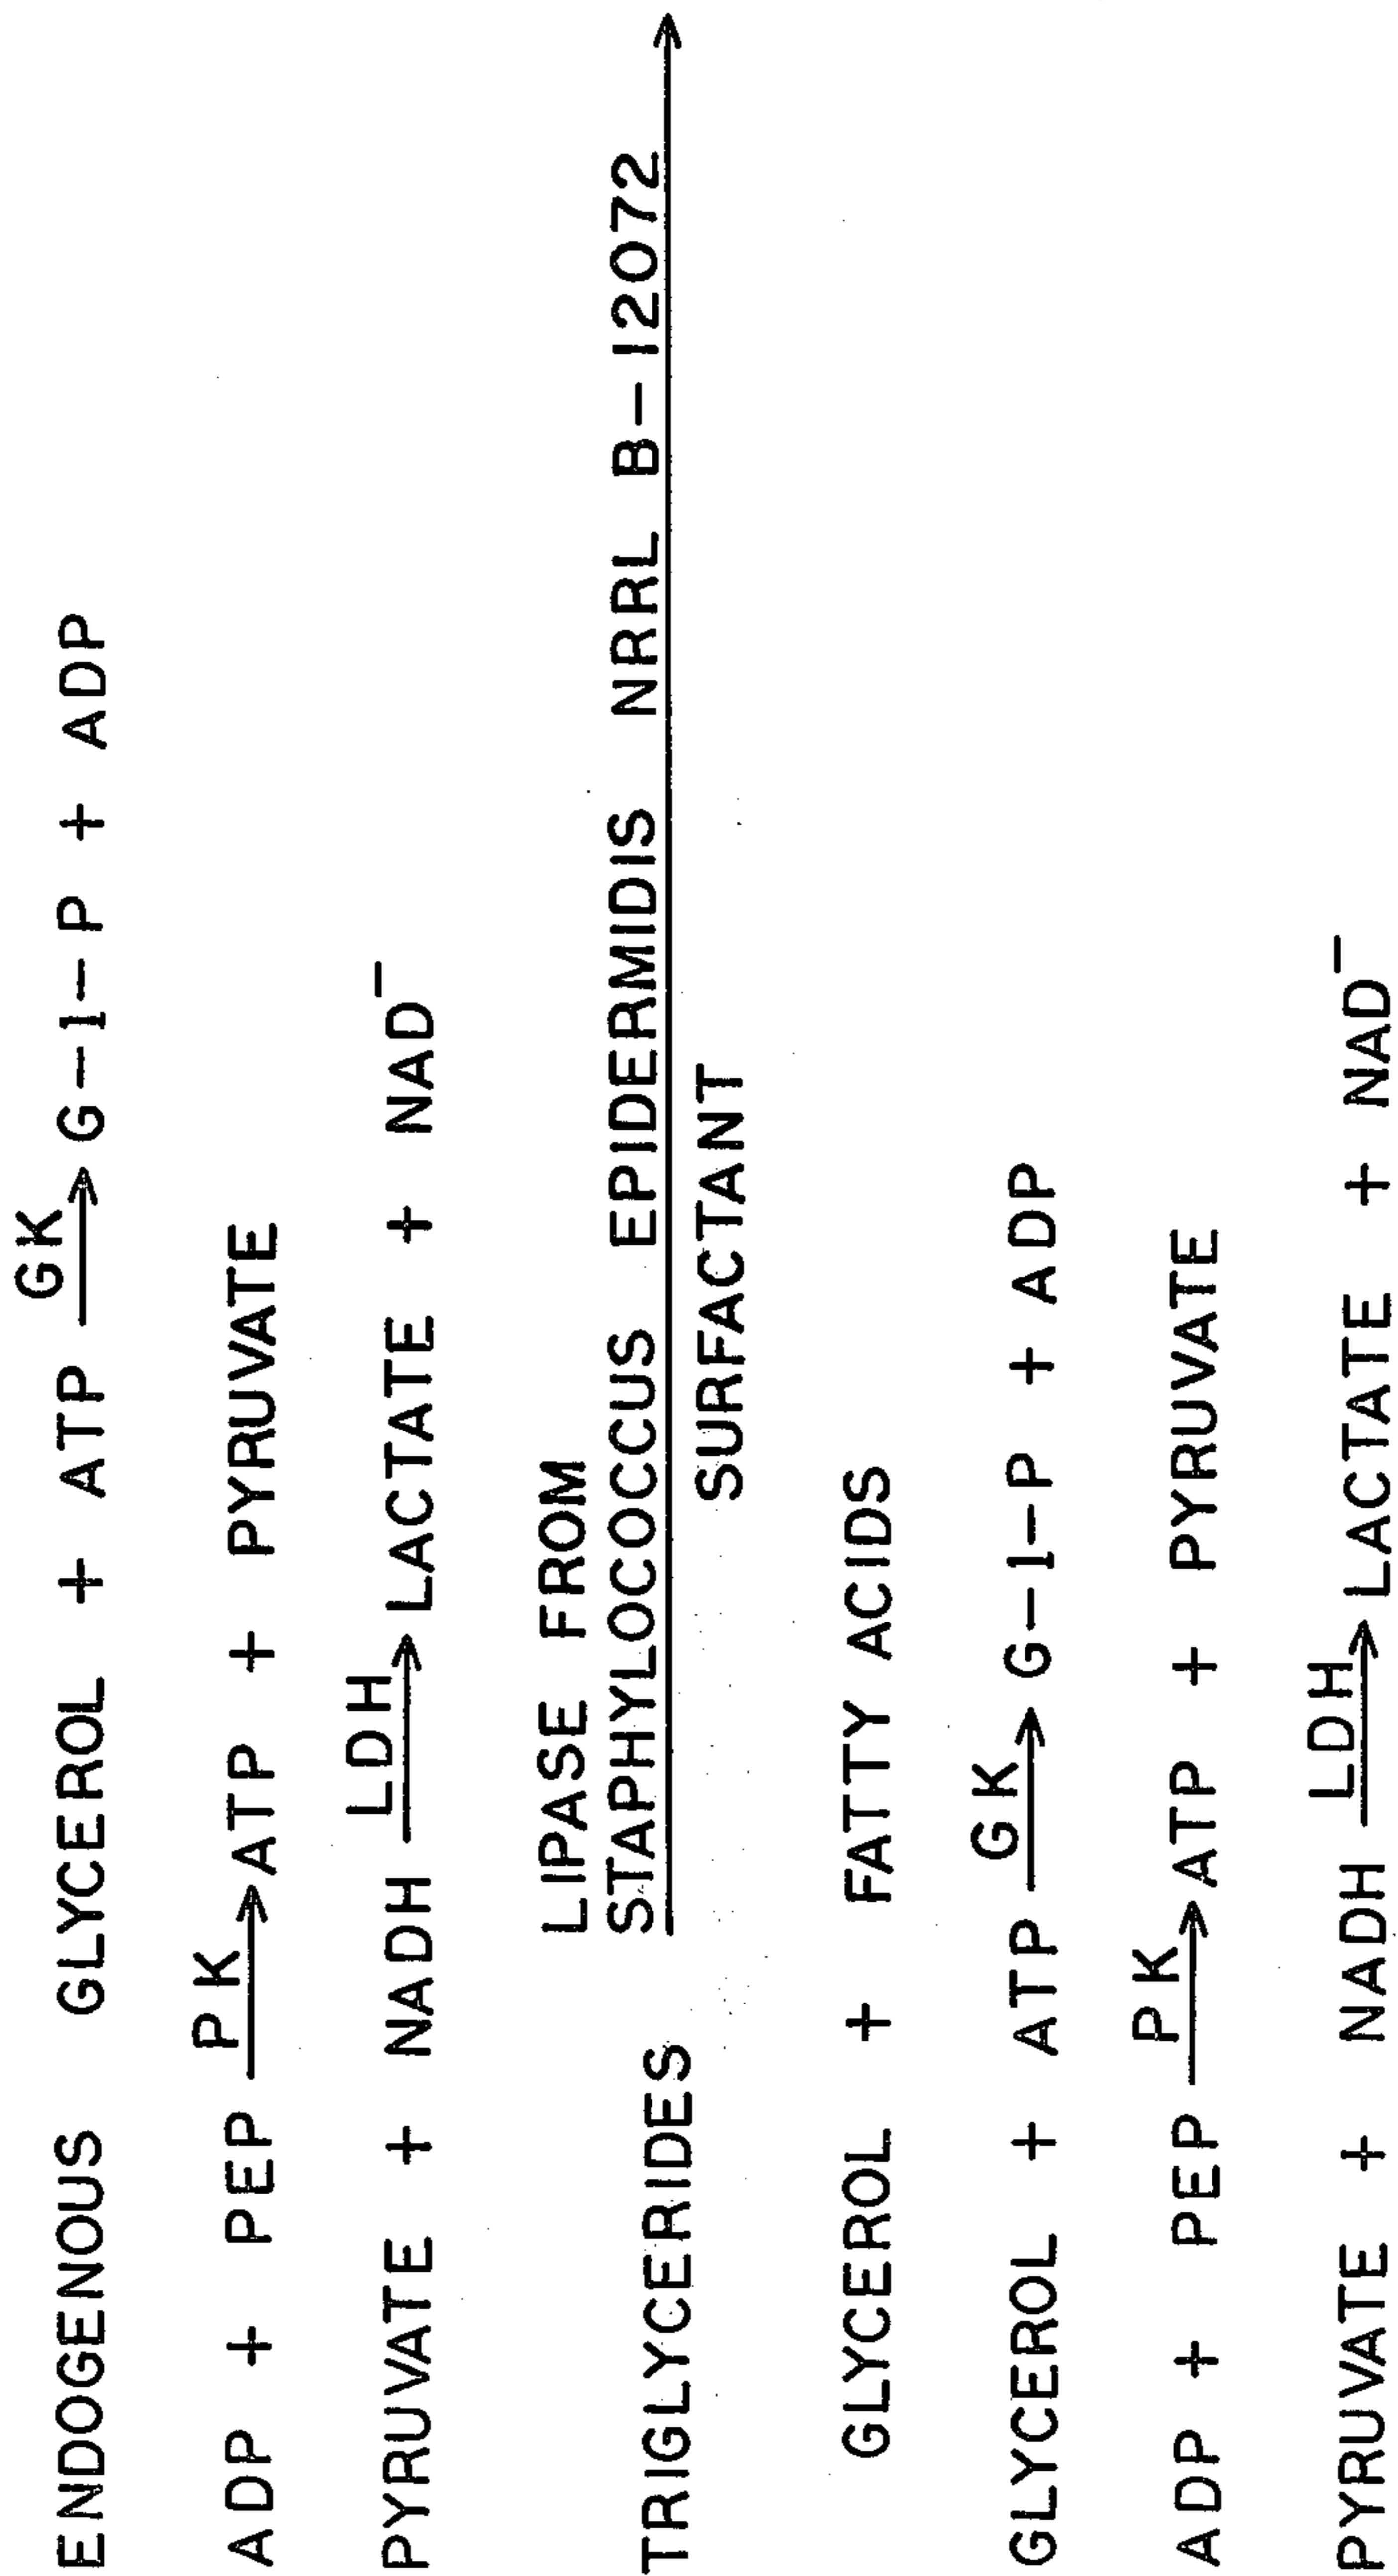 ENDOGENOUS GLYCEROL + ATP GK→ G-1-P + ADP
ADP + PEP PK→ ATP + PYRUVATE
PYRUVATE + NADH LDH→ LACTATE + NAD⁻
LIPASE FROM
STAPHYLOCOCCUS EPIDERMIDIS NRRL B-12072
TRIGLYCERIDES →
SURFACTANT
GLYCEROL + FATTY ACIDS
GLYCEROL + ATP GK→ G-1-P + ADP
ADP + PEP PK→ ATP + PYRUVATE
PYRUVATE + NADH LDH→ LACTATE + NAD⁻